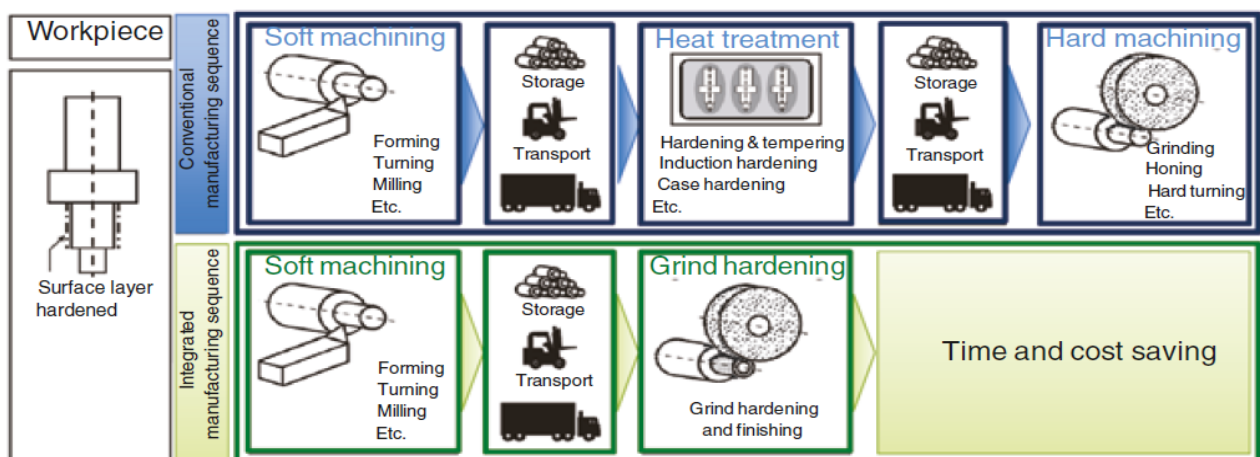 Workpiece
Surface layer
hardened
Conventional
manufacturing sequence
Soft machining
Forming
Turning
Milling
Etc.
Storage
Transport
Heat treatment
Hardening & tempering
Induction hardening
Case hardening
Etc.
Storage
Transport
Hard machining
Grinding
Honing
Hard turning
Etc.
Integrated
manufacturing sequence
Soft machining
Forming
Turning
Milling
Etc.
Storage
Transport
Grind hardening
Grind hardening
and finishing
Time and cost saving